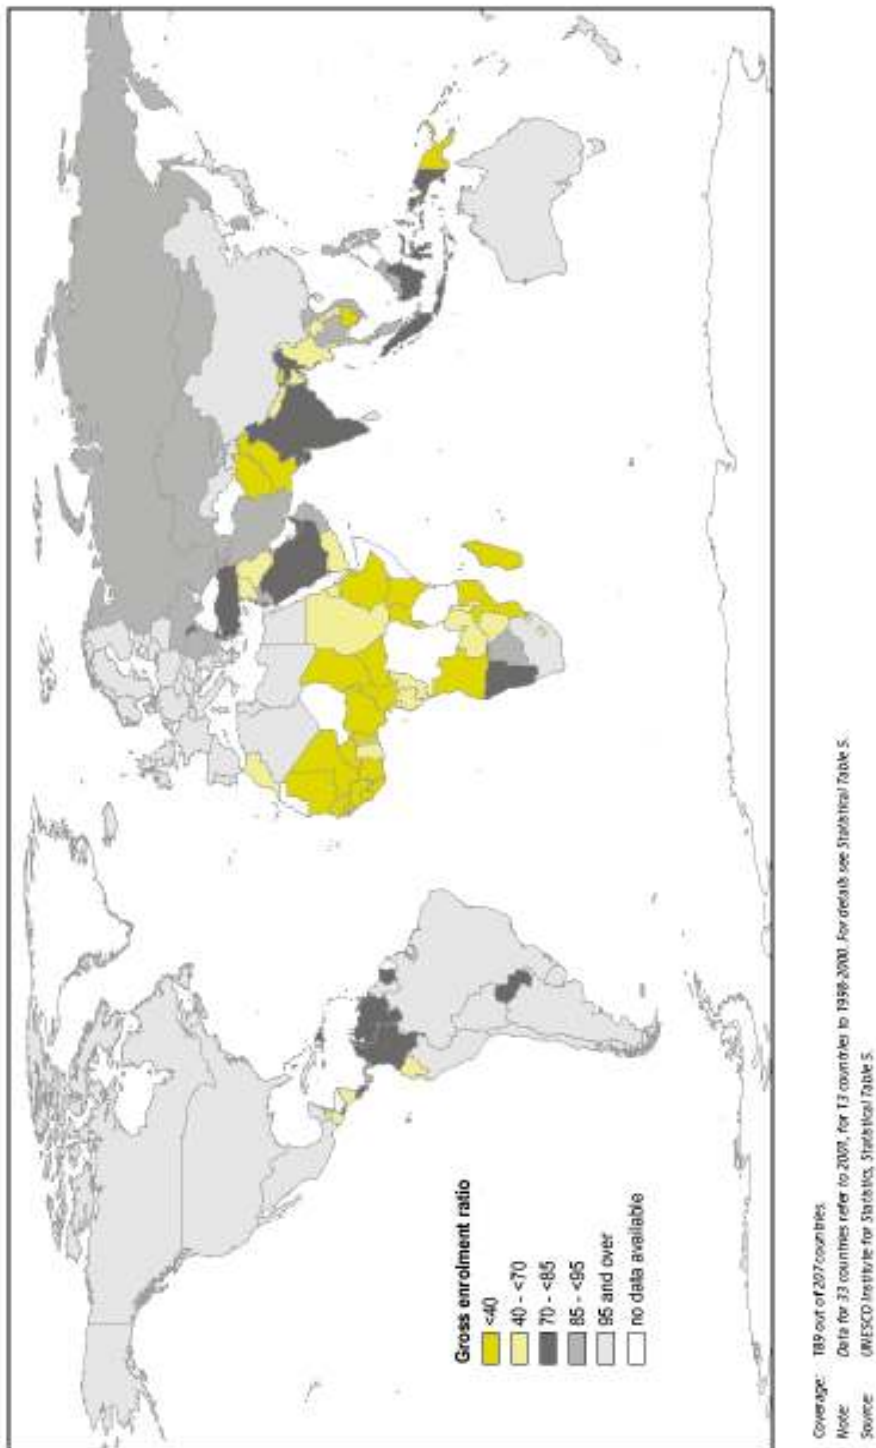 Gross enrolment ratio
<40
40 - <70
70 - <85
85 - <95
95 and over
no data available
Coverage: 189 out of 207 countries.
Note: Data for 33 countries refer to 2001, for 13 countries to 1998-2000. For details see Statistical Table 5.
Source: UNESCO Institute for Statistics, Statistical Table 5.